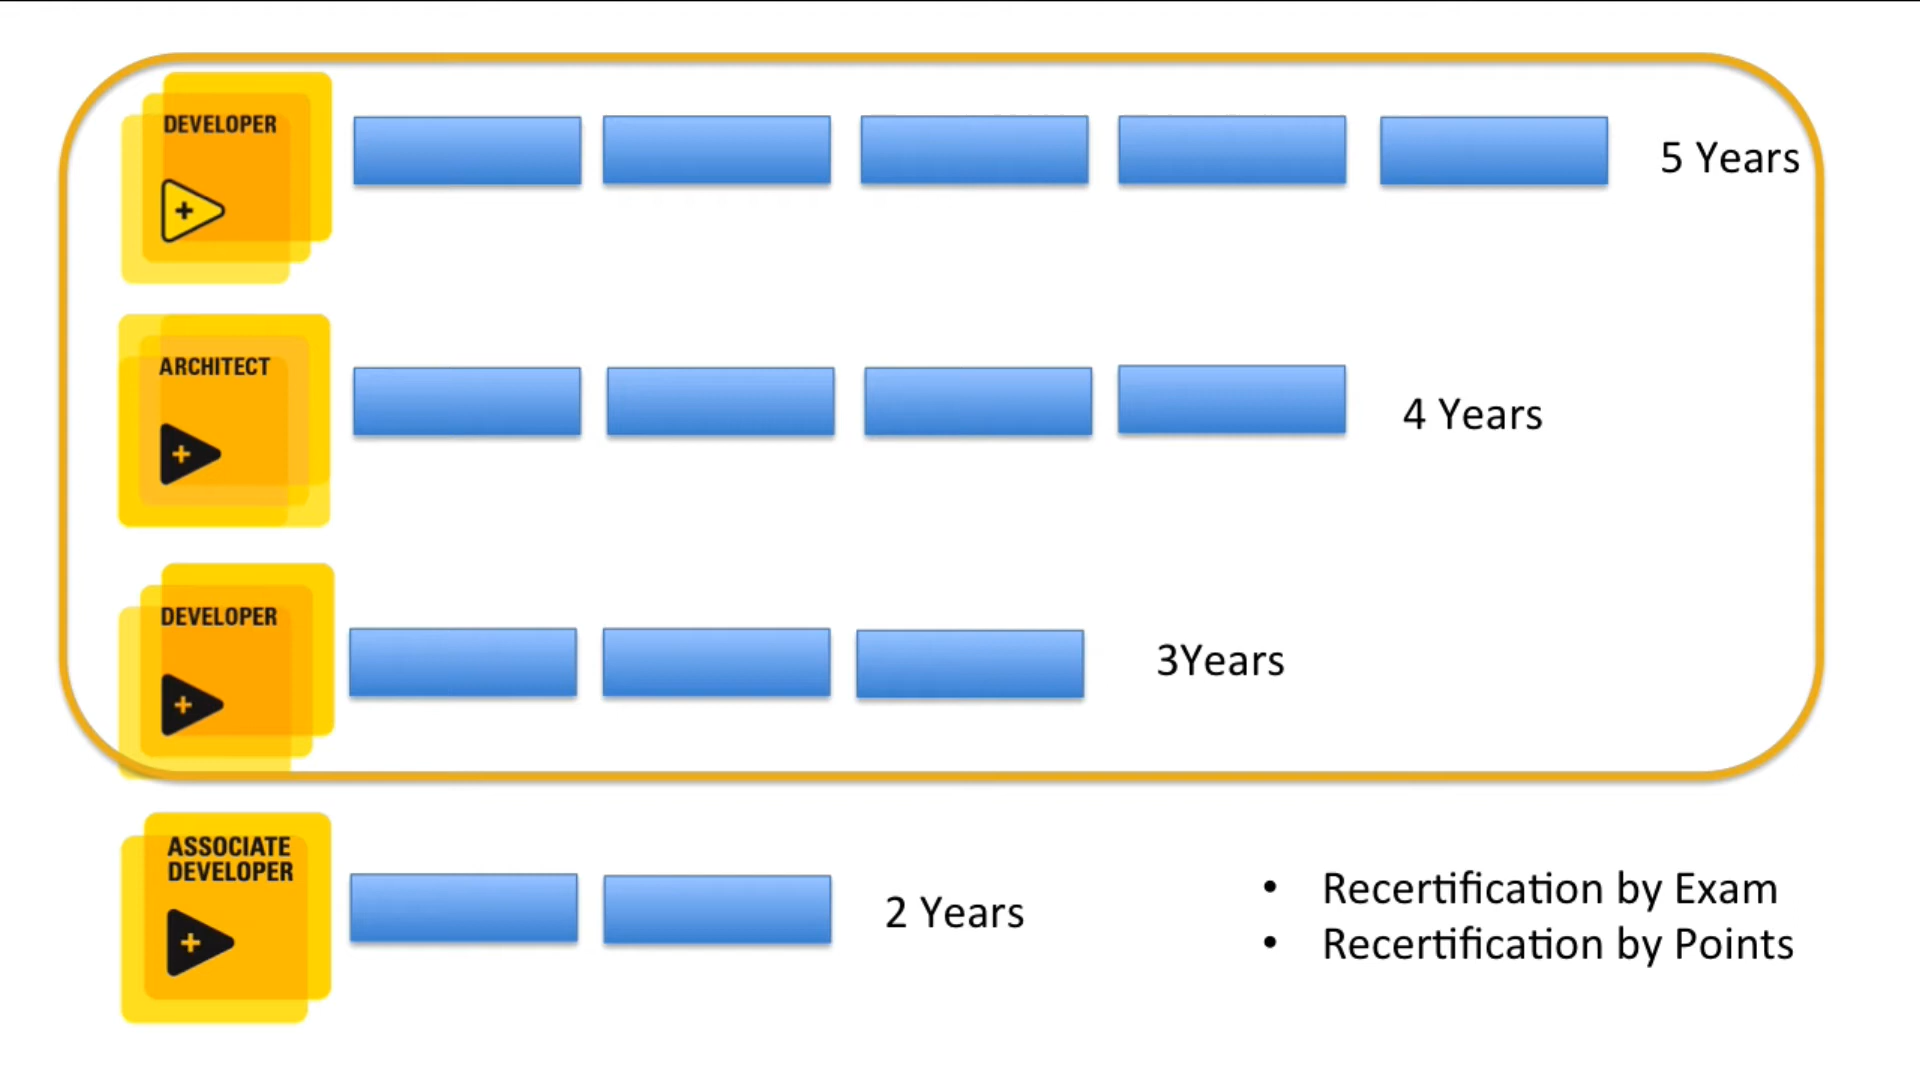 DEVELOPER
5 Years
ARCHITECT
4 Years
DEVELOPER
3Years
ASSOCIATE
DEVELOPER
2 Years
• Recertification by Exam
• Recertification by Points